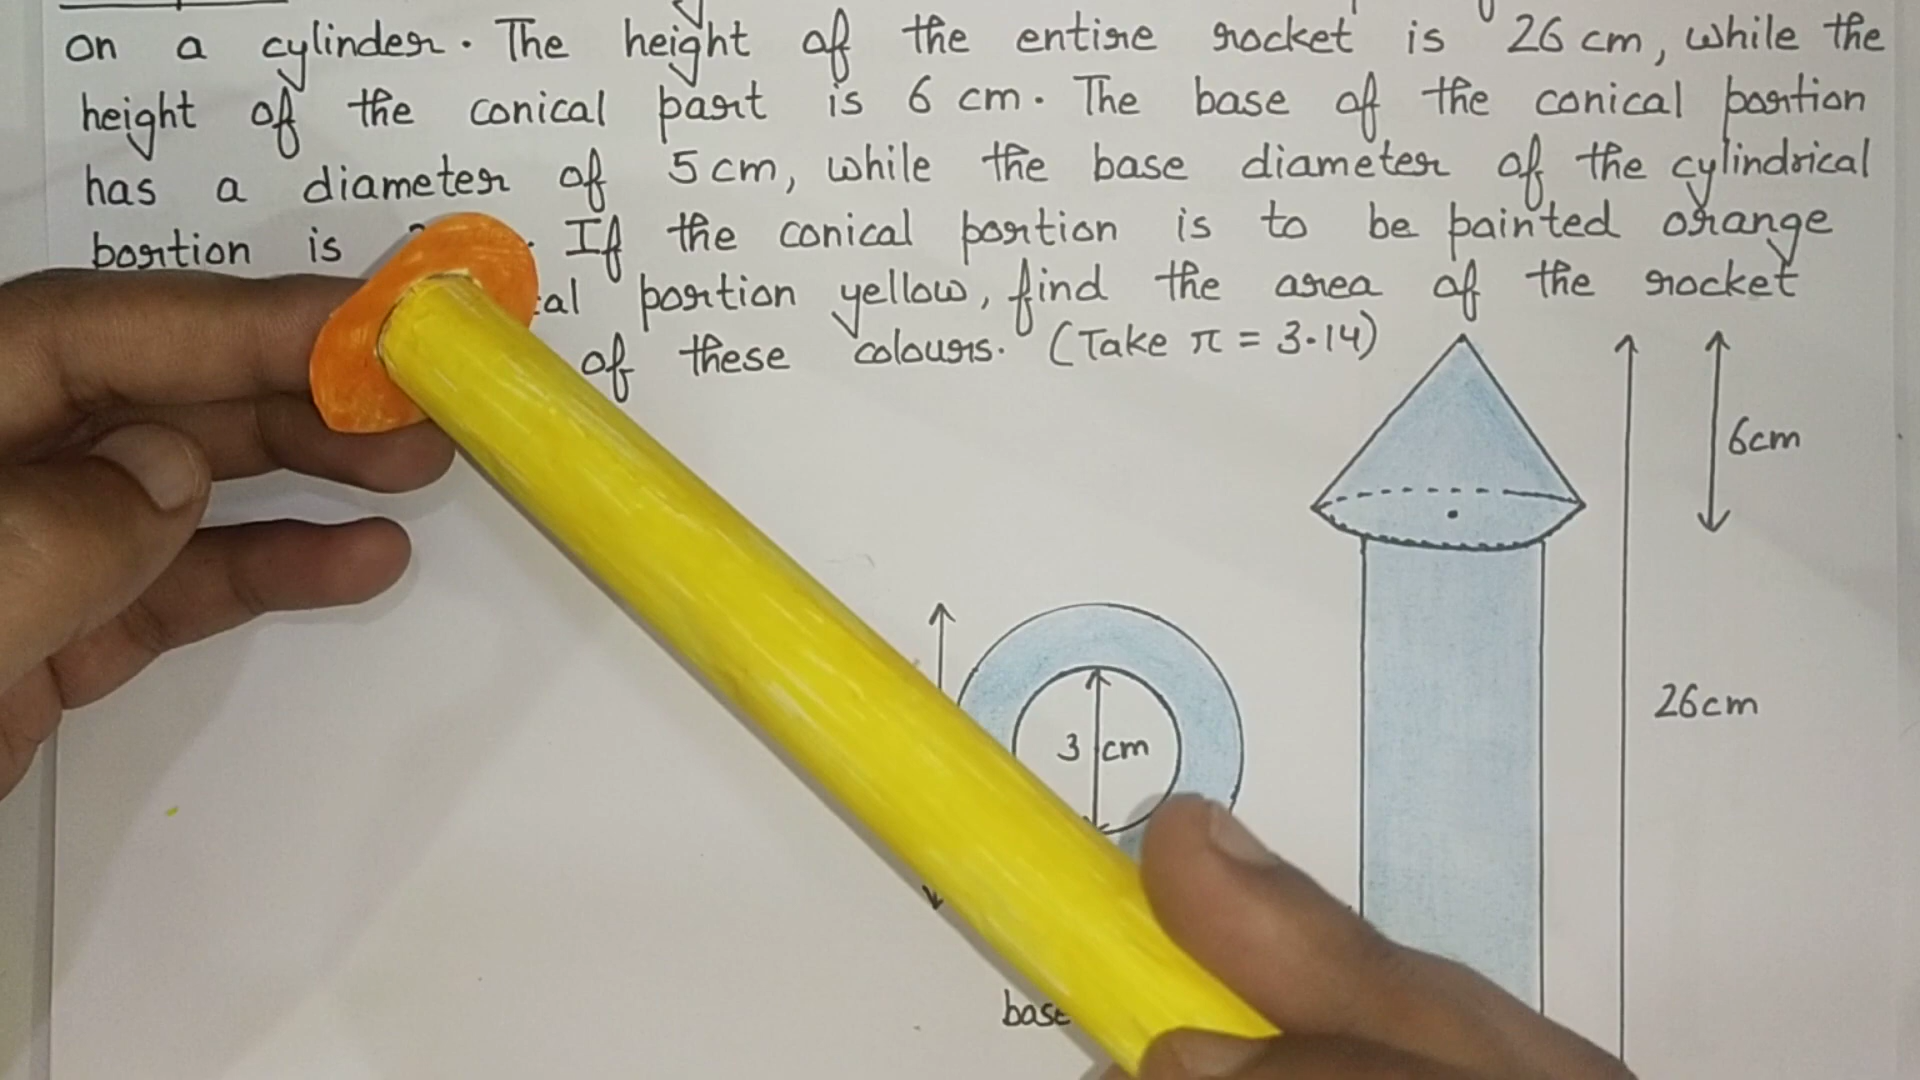 on a cylinder. The height of the entire rocket is 26 cm, while the
height of the conical part is 6 cm. The base of the conical portion
has a diameter of 5 cm, while the base diameter of the cylindrical
portion is If the conical portion is to be painted orange
portion yellow, find the area of the rocket
of these colours. (Take π = 3.14)
6cm
26cm
3 cm
base